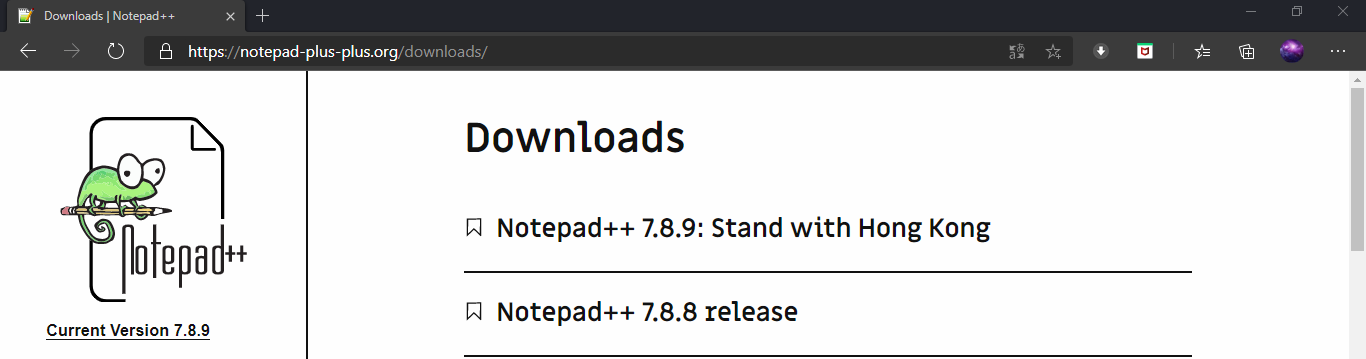 Downloads | Notepad++
https://notepad-plus-plus.org/downloads/
Notepad++
Current Version 7.8.9
Downloads
Notepad++ 7.8.9: Stand with Hong Kong
Notepad++ 7.8.8 release